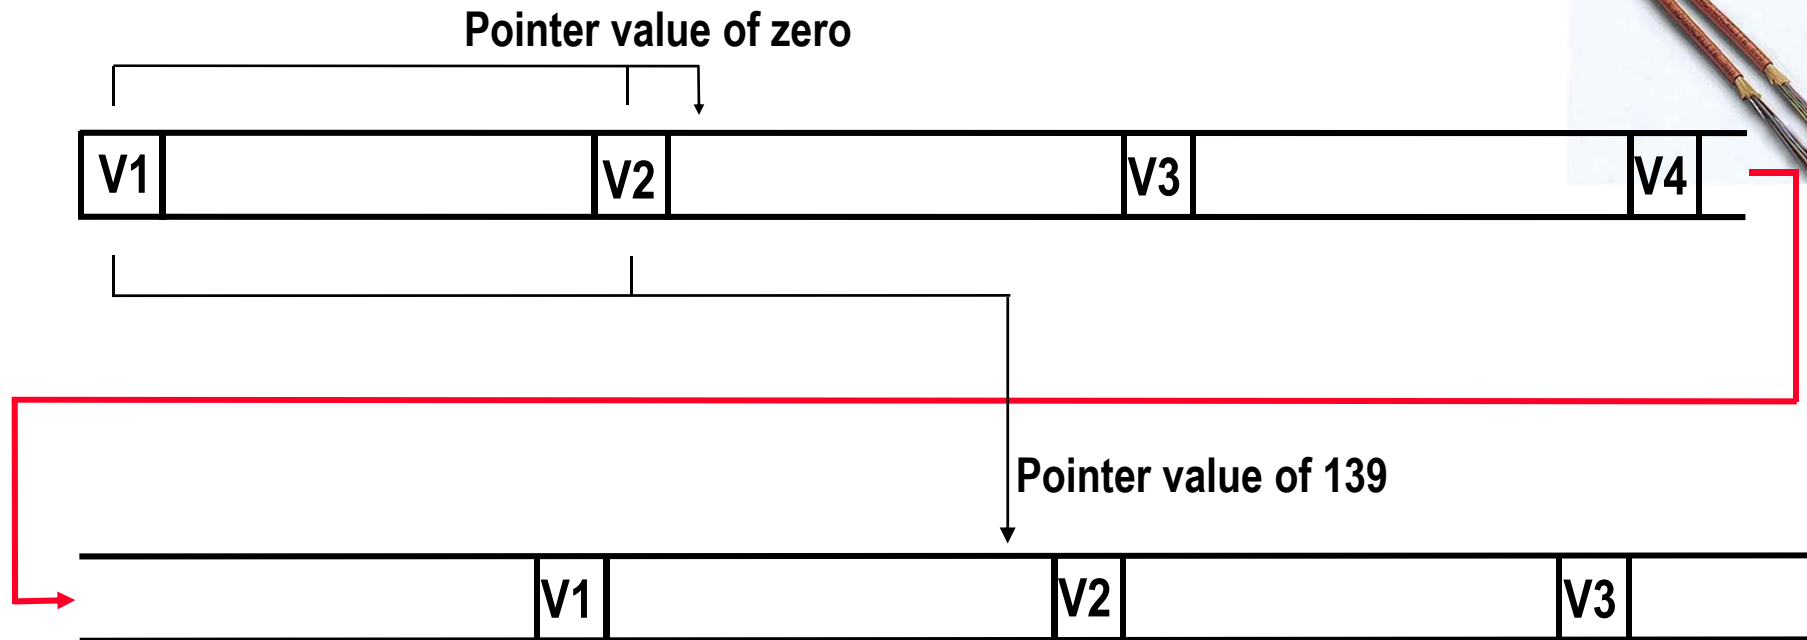 Pointer value of zero
V1 V2 V3 V4
Pointer value of 139
V1 V2 V3